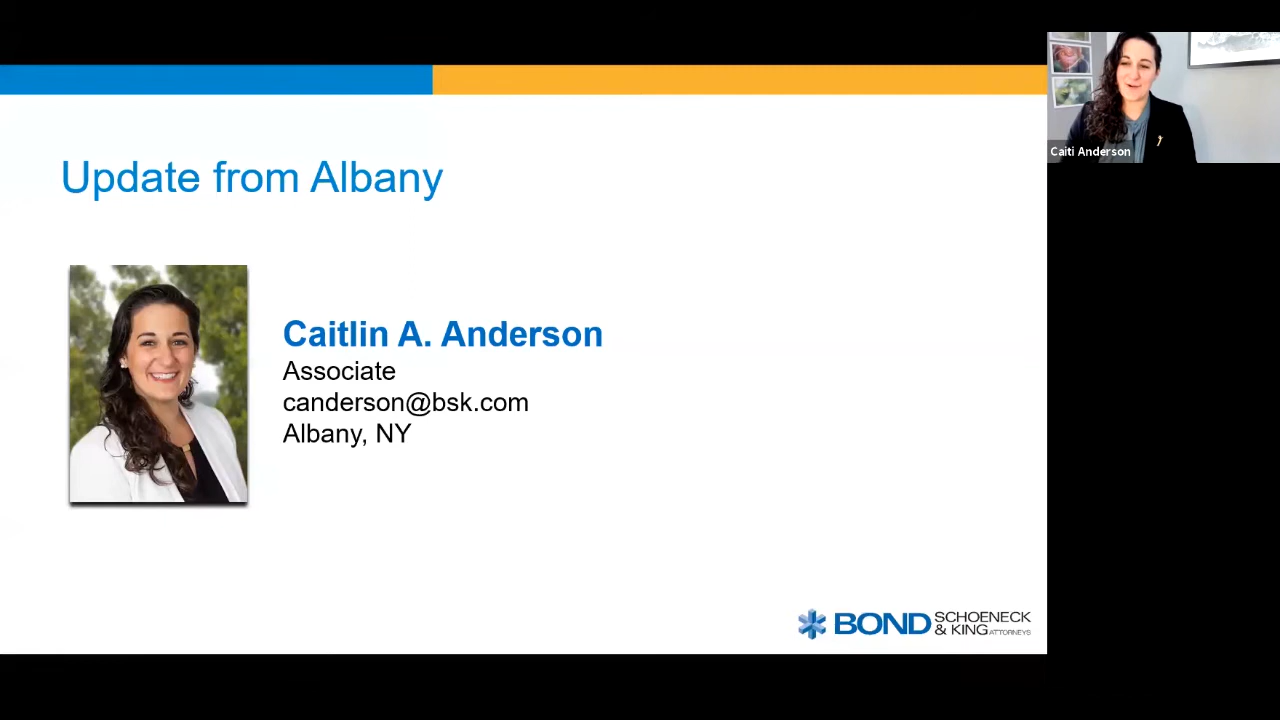 Update from Albany
Caitlin A. Anderson
Associate
canderson@bsk.com
Albany, NY
BOND SCHOENECK
& KING ATTORNEYS
Caiti Anderson